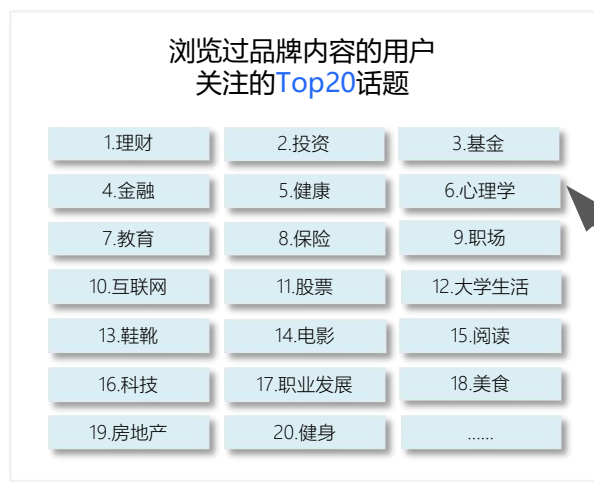 浏览过品牌内容的用户
关注的Top20话题
1.理财
2.投资
3.基金
4.金融
5.健康
6.心理学
7.教育
8.保险
9.职场
10.互联网
11.股票
12.大学生活
13.鞋靴
14.电影
15.阅读
16.科技
17.职业发展
18.美食
19.房地产
20.健身
......